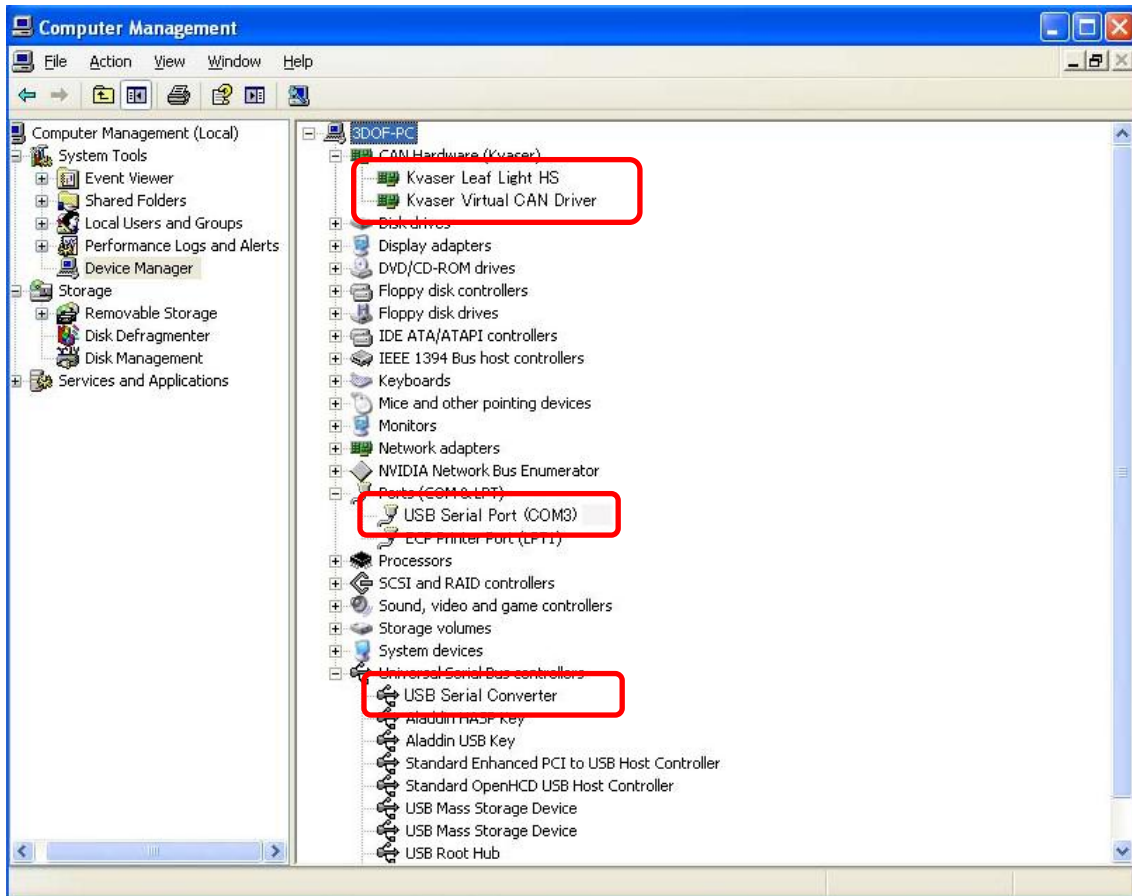 Computer Management
File Action View Window Help
Computer Management (Local)
System Tools
Event Viewer
Shared Folders
Local Users and Groups
Performance Logs and Alerts
Device Manager
Storage
Removable Storage
Disk Defragmenter
Disk Management
Services and Applications
3DOF-PC
CAN Hardware (Kvaser)
Kvaser Leaf Light HS
Kvaser Virtual CAN Driver
Disk drives
Display adapters
DVD/CD-ROM drives
Floppy disk controllers
Floppy disk drives
IDE ATA/ATAPI controllers
IEEE 1394 Bus host controllers
Keyboards
Mice and other pointing devices
Monitors
Network adapters
NVIDIA Network Bus Enumerator
Ports (COM & LPT)
USB Serial Port (COM3)
ECP Printer Port (LPT1)
Processors
SCSI and RAID controllers
Sound, video and game controllers
Storage volumes
System devices
Universal Serial Bus controllers
USB Serial Converter
Aladdin HASP Key
Aladdin USB Key
Standard Enhanced PCI to USB Host Controller
Standard OpenHCD USB Host Controller
USB Mass Storage Device
USB Mass Storage Device
USB Root Hub